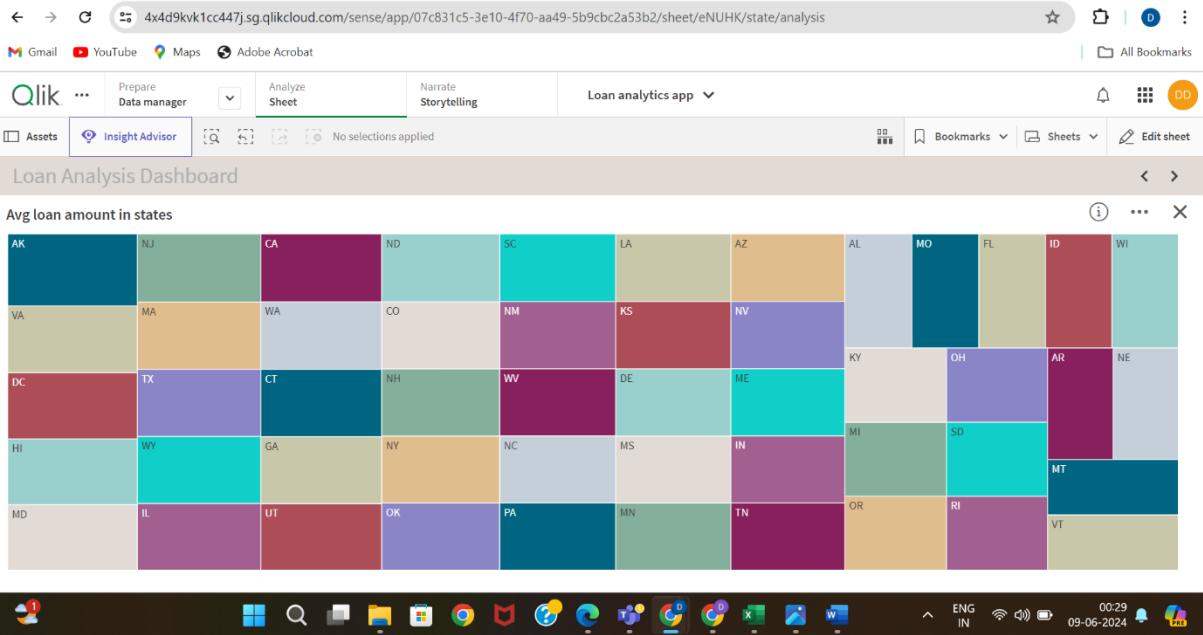 4x4d9kvk1cc447j.sg.qlikcloud.com/sense/app/07c831c5-3e10-4f70-aa49-5b9cbc2a53b2/sheet/eNUHK/state/analysis
D
Gmail YouTube Maps Adobe Acrobat All Bookmarks
Qlik ... Prepare Analyze Narrate
Data manager Sheet Storytelling Loan analytics app DD
Assets Insight Advisor No selections applied Bookmarks Sheets Edit sheet
Loan Analysis Dashboard
Avg loan amount in states
AK NJ CA ND SC LA AZ AL MO FL ID WI
VA MA WA CO NM KS NV
KY OH AR NE
DC TX CT NH WV DE ME
MI SD
HI WY GA NY NC MS IN
MT
MD IL UT OK PA MN TN OR RI
VT
1 D D ENG 00:29
IN 09-06-2024 PRE